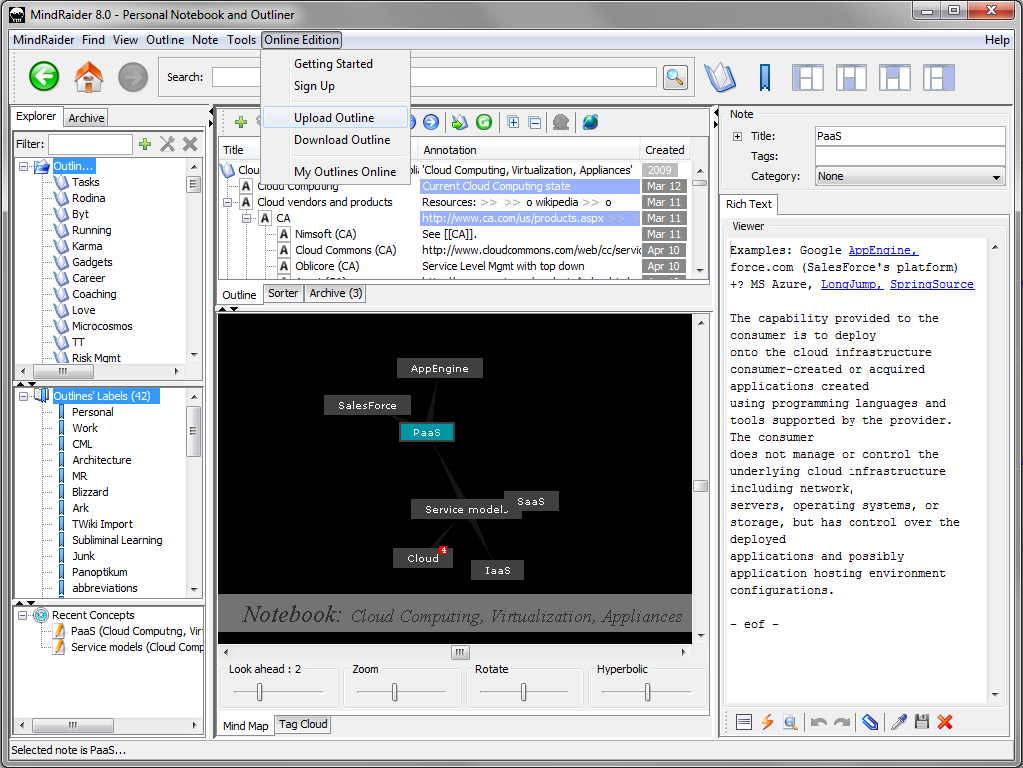 MindRaider 8.0 - Personal Notebook and Outliner
MindRaider Find View Outline Note Tools Online Edition Help
Getting Started
Sign Up
Upload Outline
Download Outline
My Outlines Online
Search:
Explorer Archive
Filter:
Outlin...
Tasks
Rodina
Byt
Running
Karma
Gadgets
Career
Coaching
Love
Microcosmos
TT
Risk Mgmt
Outlines' Labels (42)
Personal
Work
CML
Architecture
MR
Blizzard
Ark
TWiki Import
Subliminal Learning
Junk
Panoptikum
abbreviations
Recent Concepts
PaaS (Cloud Computng, Vir
Service models (Cloud Comp
Title Annotation Created
'Cloud Computing, Virtualization, Appliances' 2009
Cloud Computing Current Cloud Computing state Mar 12
Cloud vendors and products Resources: >> >> o wikipedia >> o Mar 11
CA http://www.ca.com/us/products.aspx >> Mar 11
Nimsoft (CA) See [[CA]]. Mar 11
Cloud Commons (CA) http://www.cloudcommons.com/web/cc/servic Apr 10
Oblicore (CA) Service Level Mgmt with top down Apr 10
Outline Sorter Archive (3)
AppEngine
SalesForce
PaaS
SaaS
Service models
Cloud 4
IaaS
Notebook: Cloud Computing, Virtualization, Appliances
Look ahead : 2 Zoom Rotate Hyperbolic
Mind Map Tag Cloud
Note
Title: PaaS
Tags:
Category: None
Rich Text
Viewer
Examples: Google AppEngine,
force.com (SalesForce's platform)
+? MS Azure, LongJump, SpringSource
The capability provided to the
consumer is to deploy
onto the cloud infrastructure
consumer-created or acquired
applications created
using programming languages and
tools supported by the provider.
The consumer
does not manage or control the
underlying cloud infrastructure
including network,
servers, operating systems, or
storage, but has control over the
deployed
applications and possibly
application hosting environment
configurations.
- eof -
Selected note is PaaS...